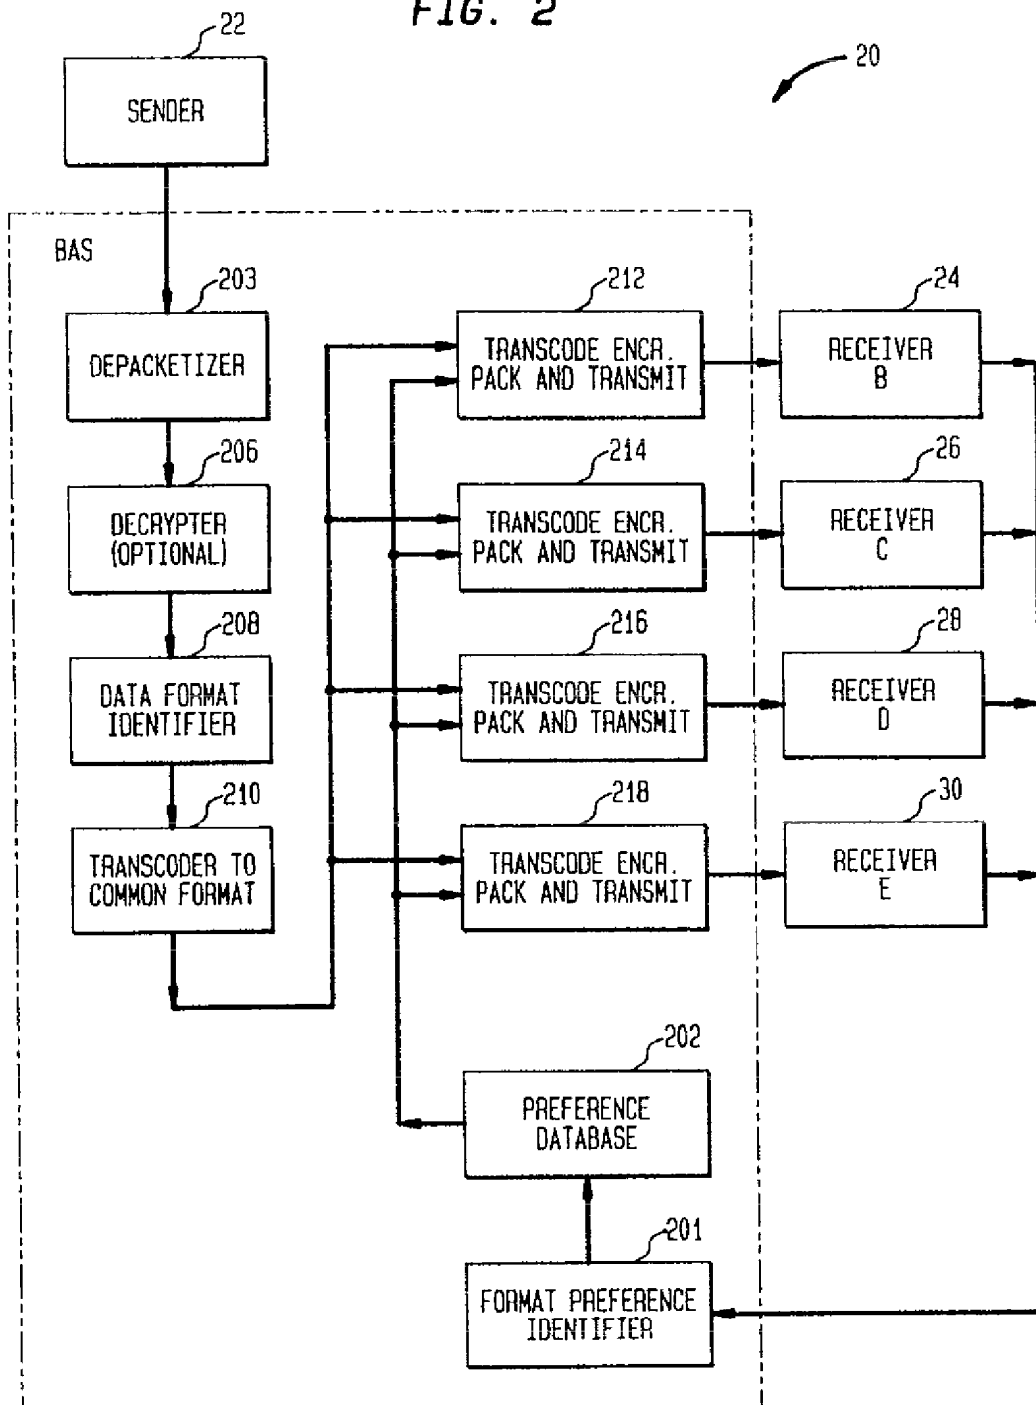 FIG. 2
22
20
SENDER
BAS
203
DEPACKETIZER
206
DECRYPTER
(OPTIONAL)
208
DATA FORMAT
IDENTIFIER
210
TRANSCODER TO
COMMON FORMAT
212
TRANSCODE ENCR.
PACK AND TRANSMIT
24
RECEIVER
B
214
TRANSCODE ENCR.
PACK AND TRANSMIT
26
RECEIVER
C
216
TRANSCODE ENCR.
PACK AND TRANSMIT
28
RECEIVER
D
218
TRANSCODE ENCR.
PACK AND TRANSMIT
30
RECEIVER
E
202
PREFERENCE
DATABASE
201
FORMAT PREFERENCE
IDENTIFIER